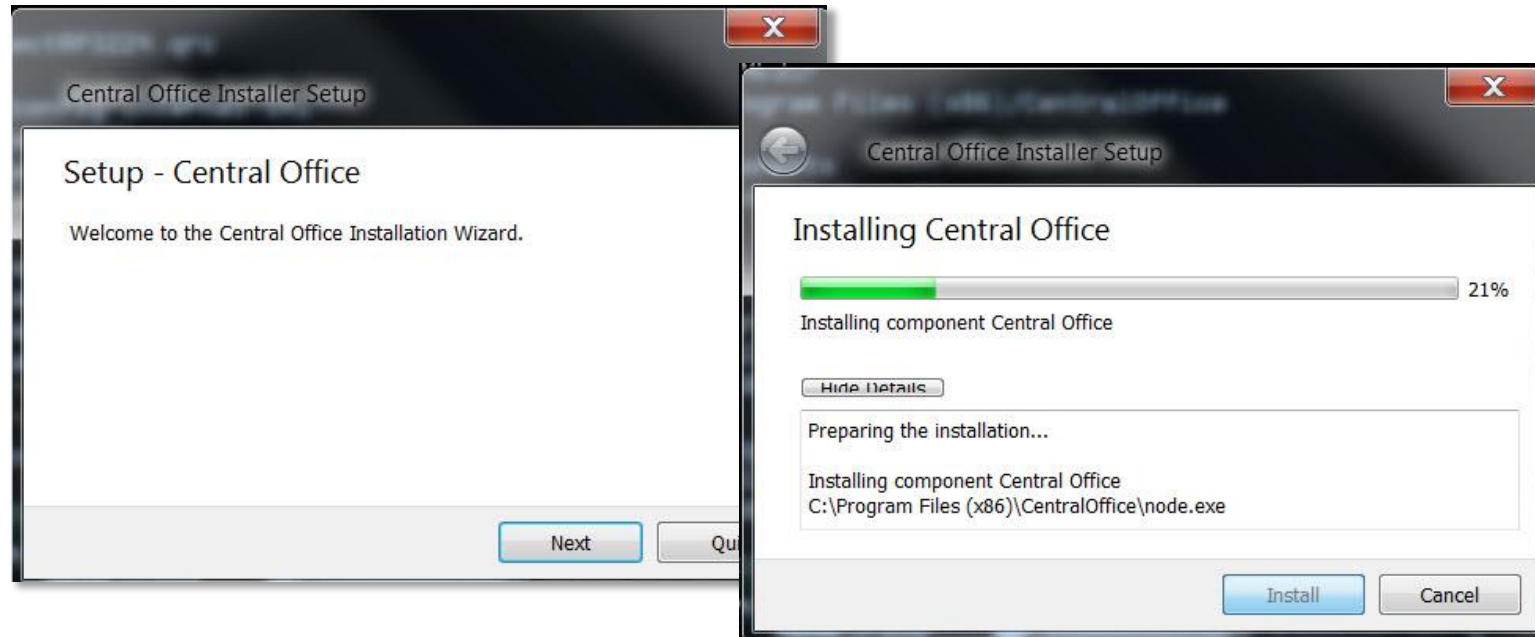 Central Office Installer Setup
Setup - Central Office
Welcome to the Central Office Installation Wizard.
Next
Central Office Installer Setup
Installing Central Office
21%
Installing component Central Office
Hide Details
Preparing the installation...
Installing component Central Office
C:\Program Files (x86)\CentralOffice\node.exe
Install
Cancel